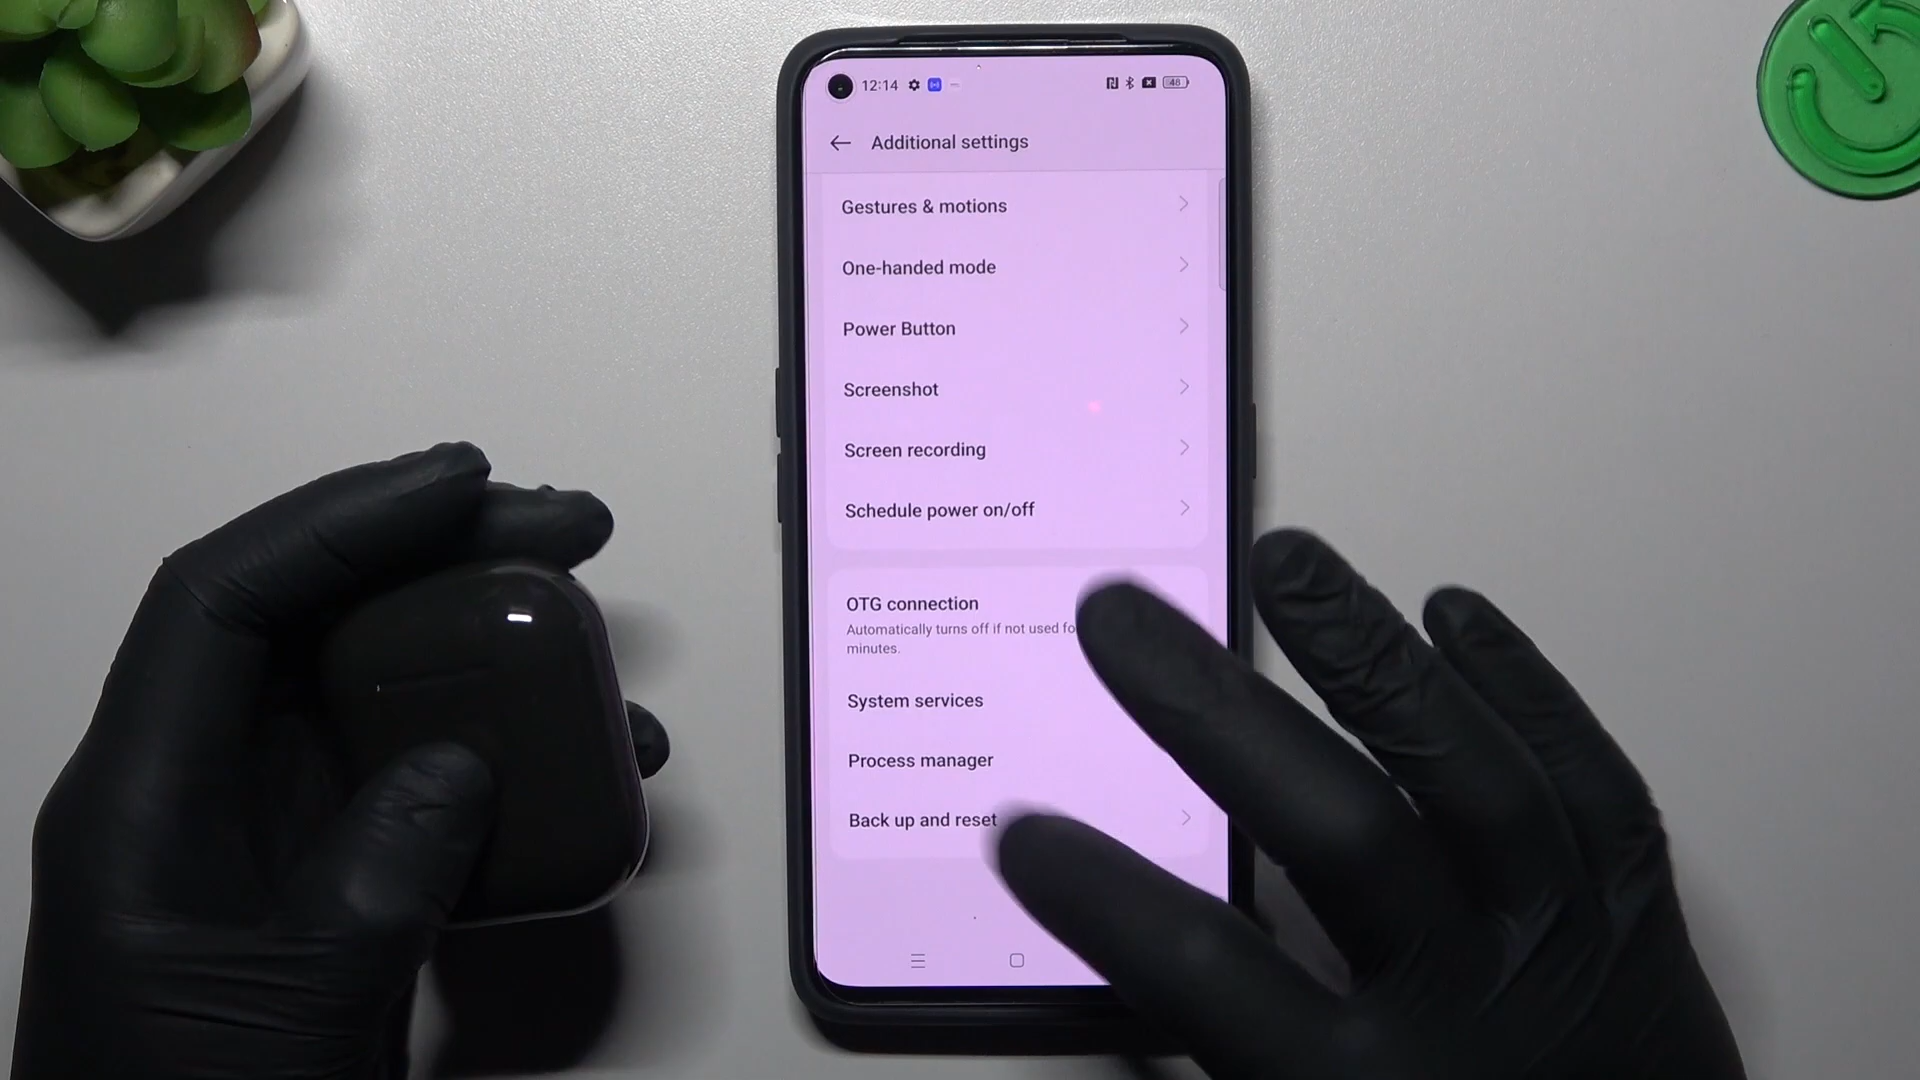 12:14
48
Additional settings
Gestures & motions
One-handed mode
Power Button
Screenshot
Screen recording
Schedule power on/off
OTG connection
Automatically turns off if not used
minutes.
System services
Process manager
Back up and reset